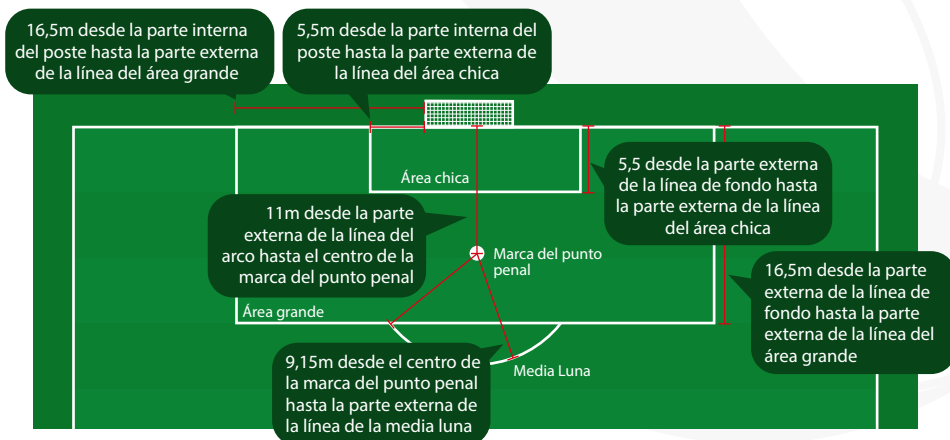 16,5m desde la parte interna
del poste hasta la parte externa
de la línea del área grande
5,5m desde la parte interna del
poste hasta la parte externa de
la línea del área chica
Área chica
5,5 desde la parte externa
de la línea de fondo hasta
la parte externa de la línea
del área chica
11m desde la parte
externa de la línea del
arco hasta el centro de la
marca del punto penal
Marca del punto
penal
16,5m desde la parte
externa de la línea de
fondo hasta la parte
externa de la línea del
área grande
Área grande
9,15m desde el centro de
la marca del punto penal
hasta la parte externa de
la línea de la media luna
Media Luna